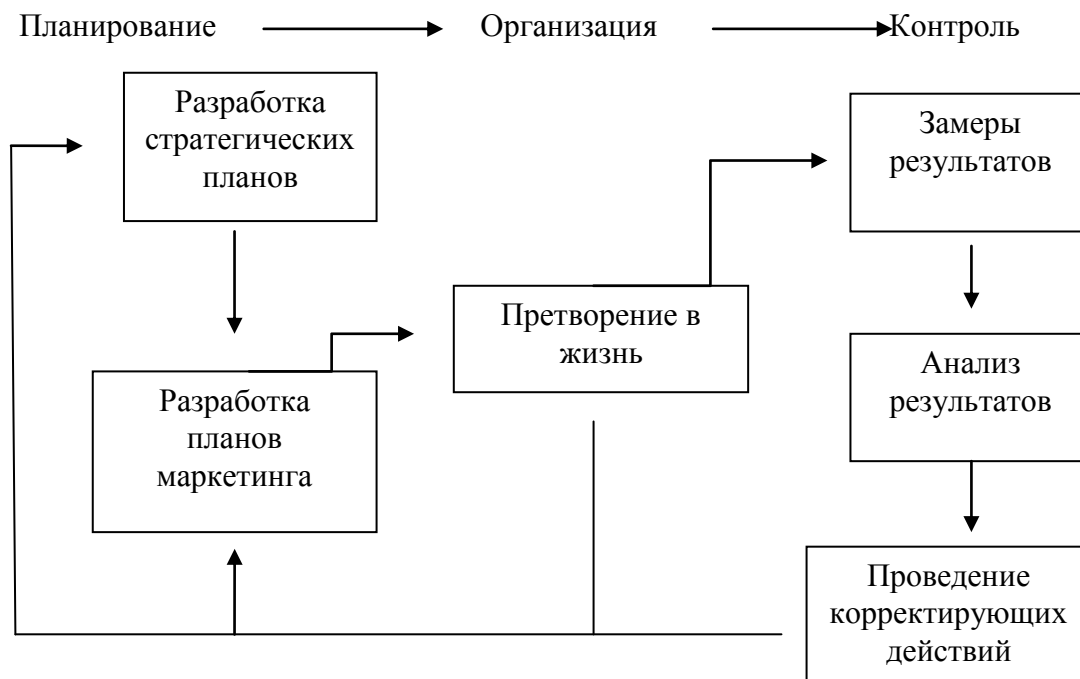 Планирование
Организация
Контроль
Разработка
стратегических
планов
Разработка
планов
маркетинга
Претворение в
жизнь
Замеры
результатов
Анализ
результатов
Проведение
корректирующих
действий